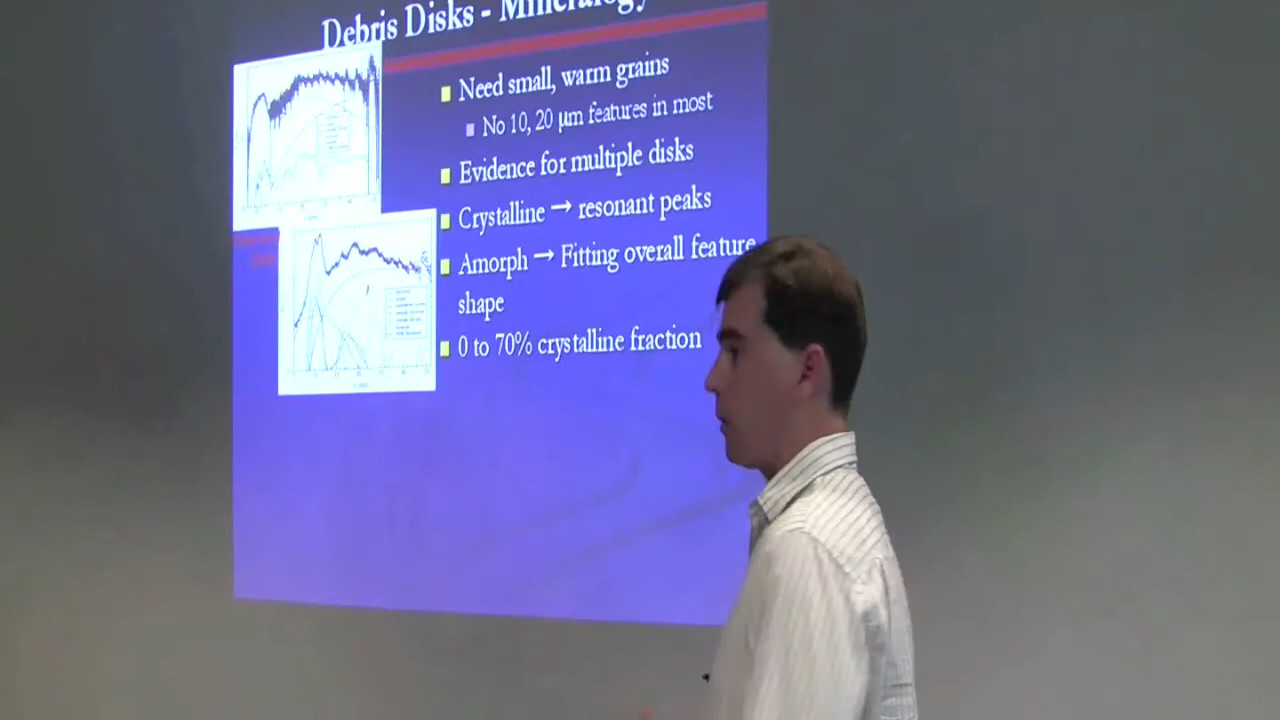 Debris Disks - Mineralogy
Need small, warm grains
No 10, 20 μm features in most
Evidence for multiple disks
Crystalline → resonant peaks
Amorph → Fitting overall feature
shape
0 to 70% crystalline fraction